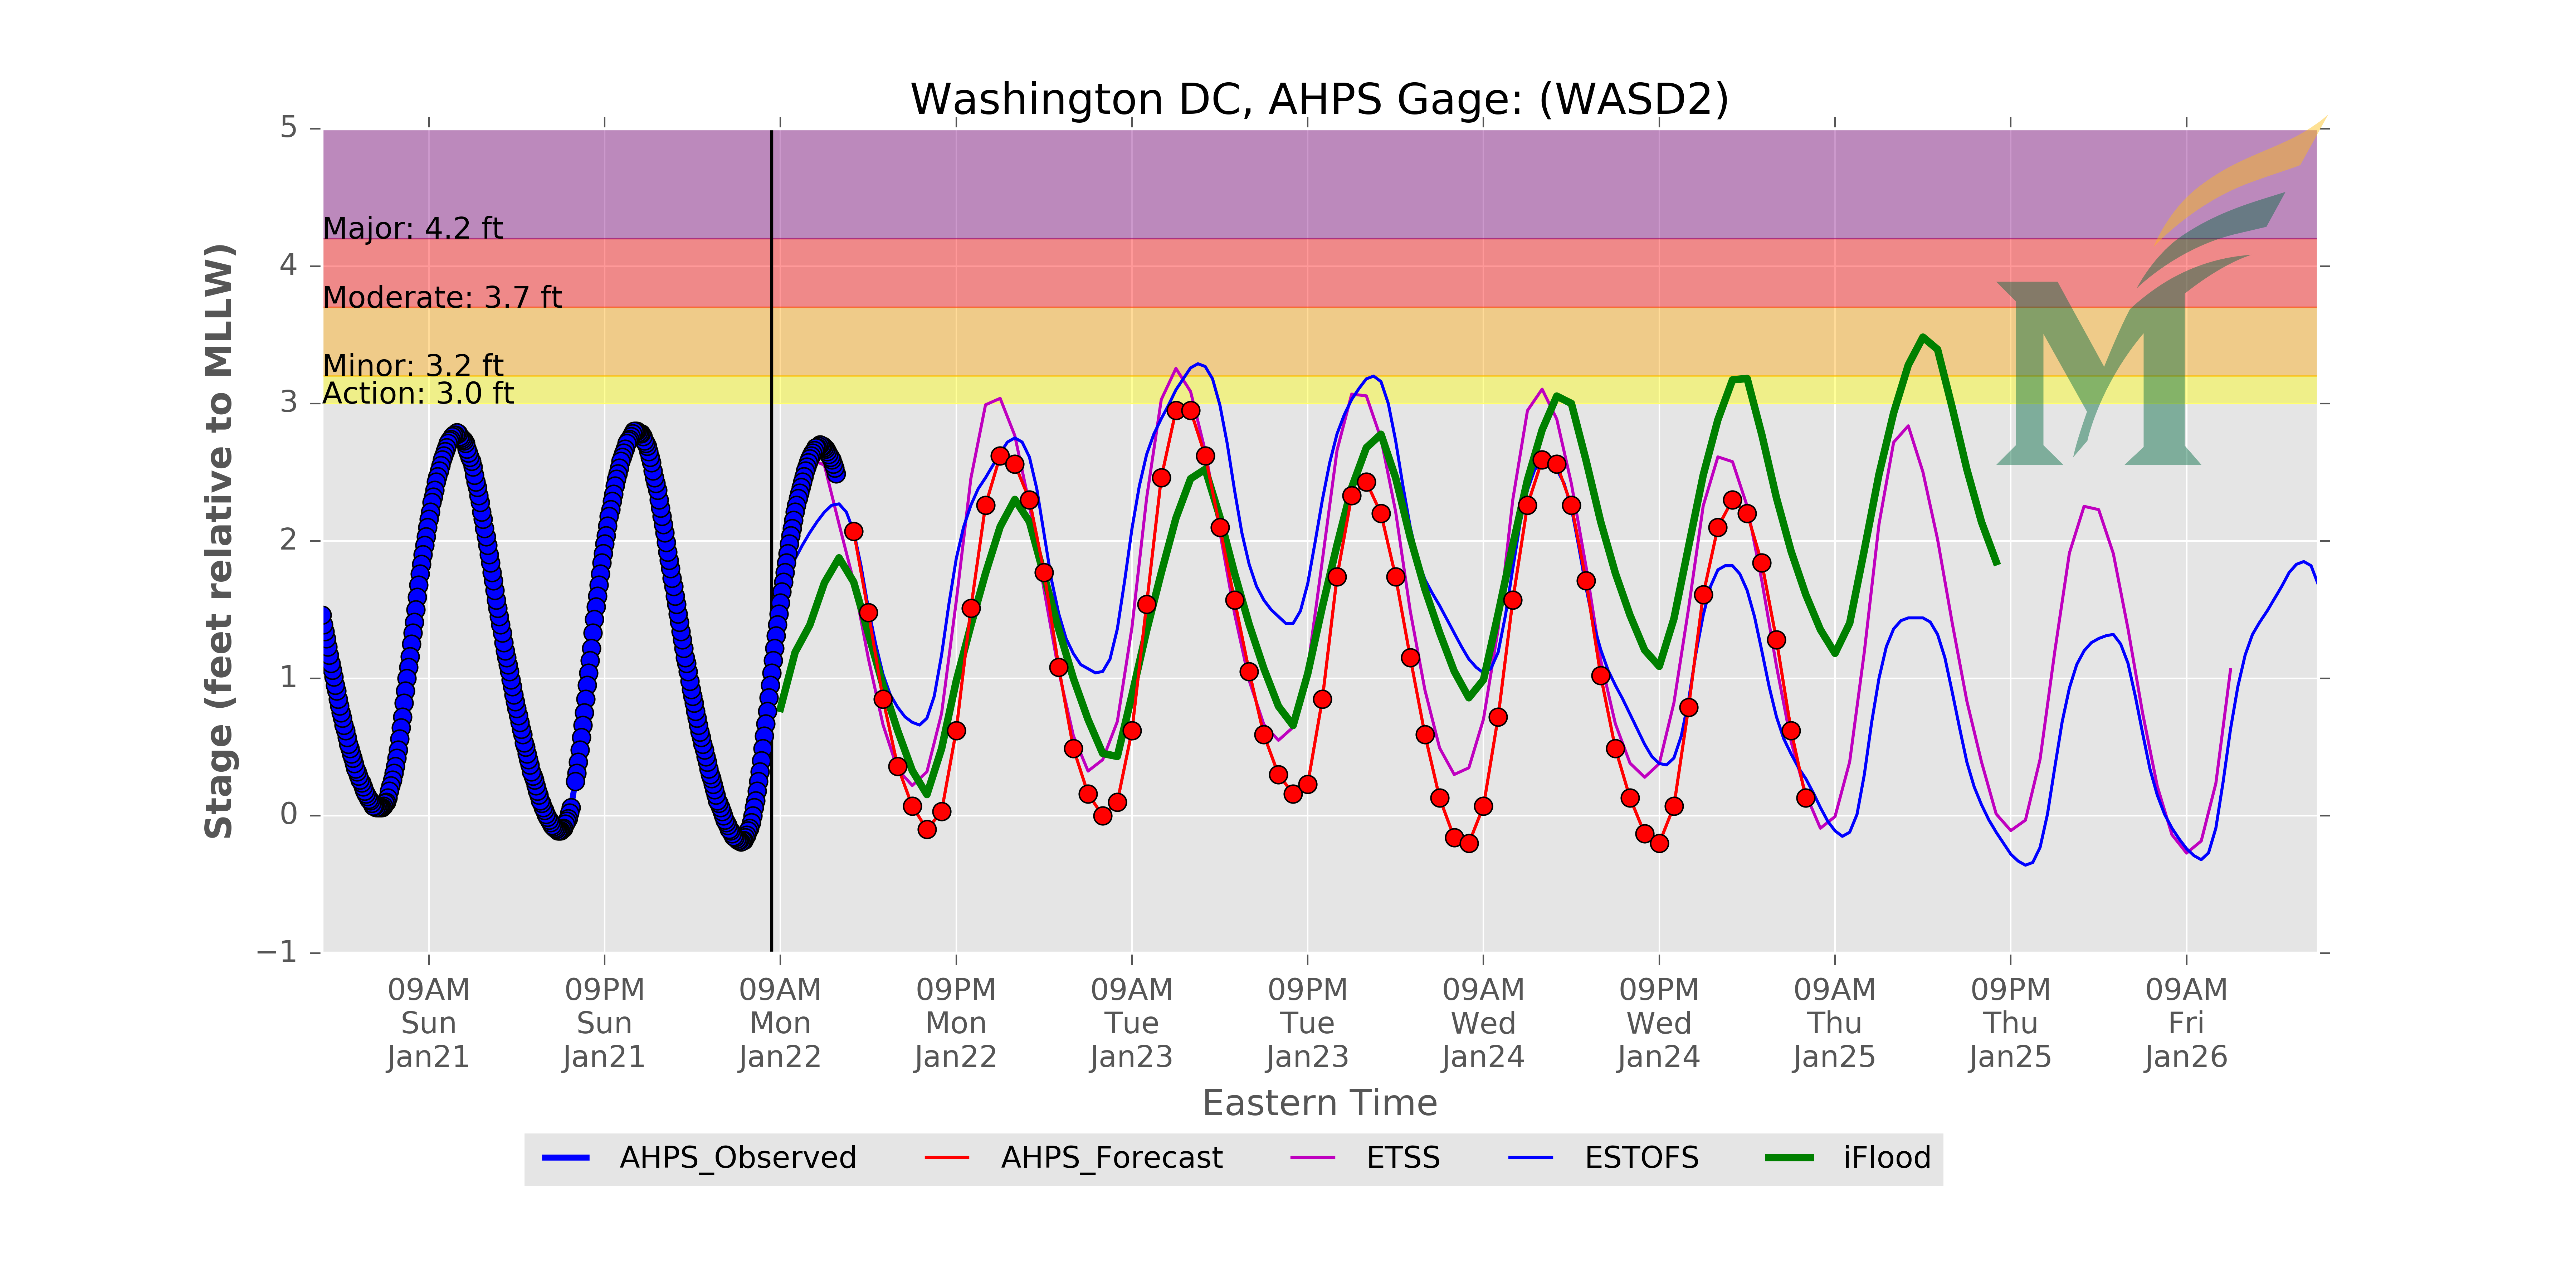 Washington DC, AHPS Gage: (WASD2)
Stage (feet relative to MLLW)
5
4
3
2
1
0
−1
Major: 4.2 ft
Moderate: 3.7 ft
Minor: 3.2 ft
Action: 3.0 ft
M
09AM 09PM 09AM 09PM 09AM 09PM 09AM 09PM 09AM 09PM 09AM
Sun Sun Mon Mon Tue Tue Wed Wed Thu Thu Fri
Jan21 Jan21 Jan22 Jan22 Jan23 Jan23 Jan24 Jan24 Jan25 Jan25 Jan26
Eastern Time
AHPS_Observed AHPS_Forecast ETSS ESTOFS iFlood